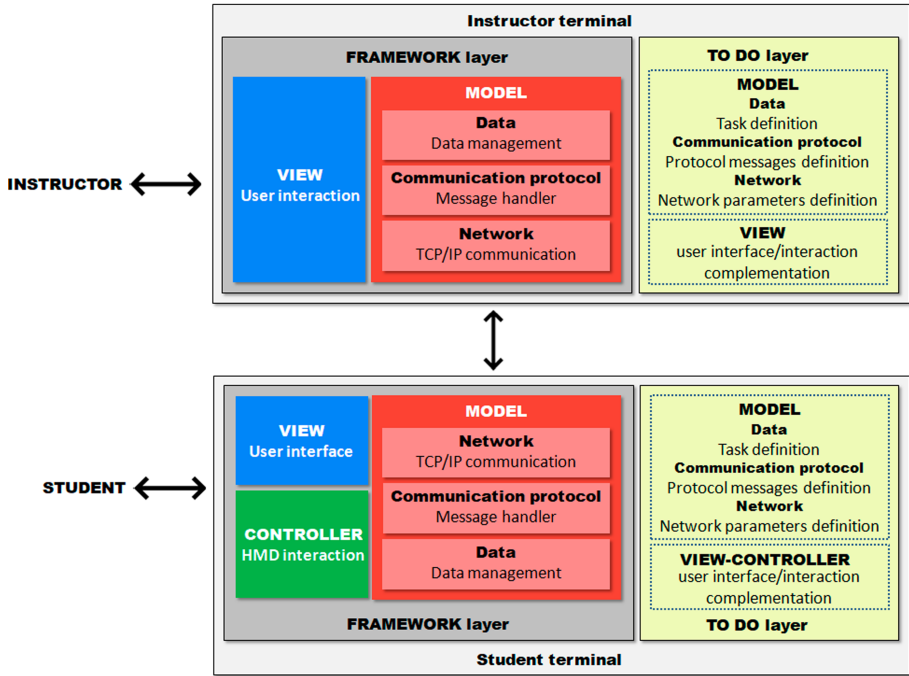 Instructor terminal
FRAMEWORK layer
TO DO layer
INSTRUCTOR
VIEW
User interaction
MODEL
Data
Data management
Communication protocol
Message handler
Network
TCP/IP communication
MODEL
Data
Task definition
Communication protocol
Protocol messages definition
Network
Network parameters definition
VIEW
user interface/interaction
complementation
STUDENT
VIEW
User interface
CONTROLLER
HMD interaction
MODEL
Network
TCP/IP communication
Communication protocol
Message handler
Data
Data management
FRAMEWORK layer
MODEL
Data
Task definition
Communication protocol
Protocol messages definition
Network
Network parameters definition
VIEW-CONTROLLER
user interface/interaction
complementation
TO DO layer
Student terminal